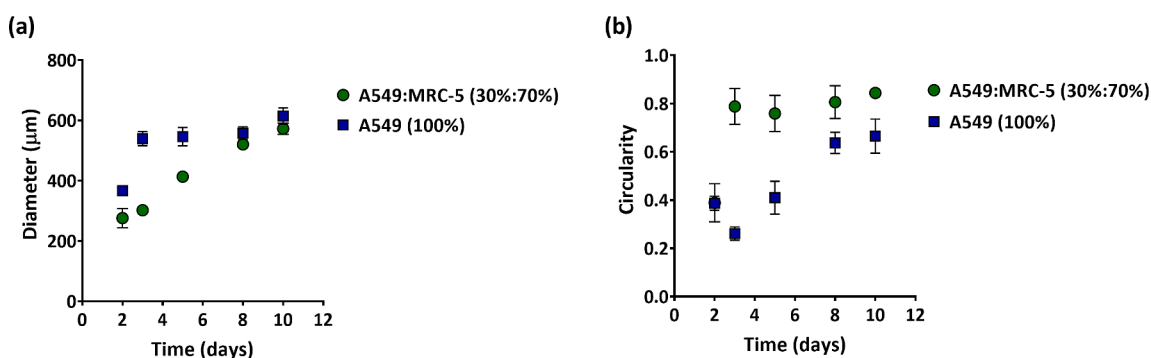 (a)
800
600
400
200
0
0 2 4 6 8 10 12
Diameter (μm)
Time (days)
A549:MRC-5 (30%:70%)
A549 (100%)
(b)
1.0
0.8
0.6
0.4
0.2
0.0
0 2 4 6 8 10 12
Circularity
Time (days)
A549:MRC-5 (30%:70%)
A549 (100%)